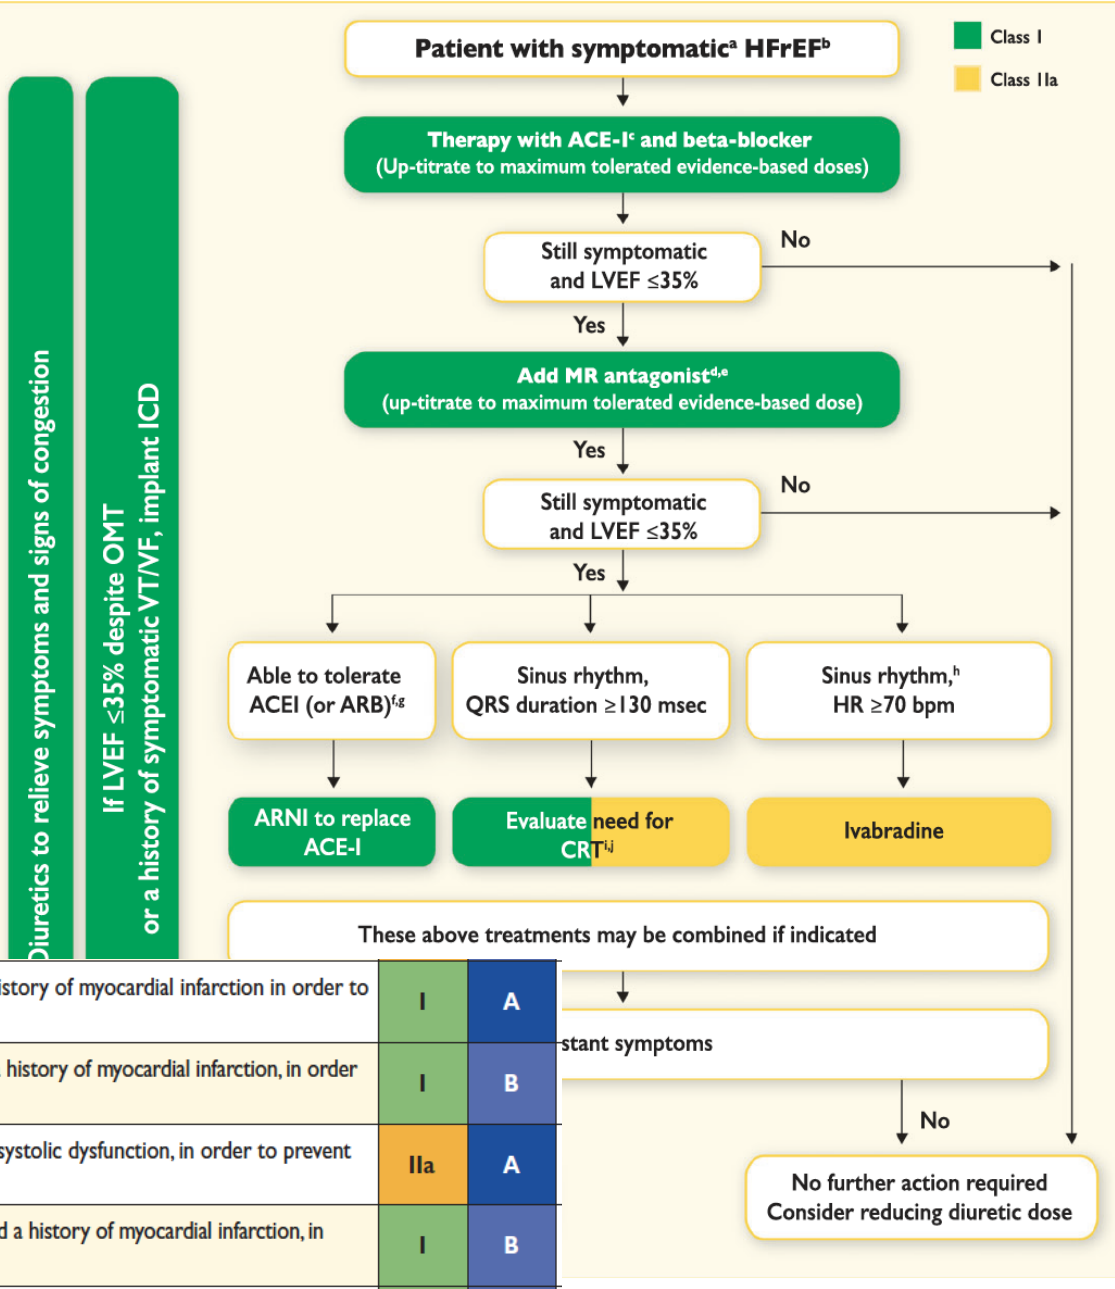 Patient with symptomaticᵃ HFrEFᵇ
Class I
Class IIa
Therapy with ACE-Iᶜ and beta-blocker
(Up-titrate to maximum tolerated evidence-based doses)
Still symptomatic
and LVEF ≤35%
No
Yes
Add MR antagonistᵈ,ᵉ
(up-titrate to maximum tolerated evidence-based dose)
Yes
Still symptomatic
and LVEF ≤35%
No
Yes
Able to tolerate
ACEI (or ARB)ᶠ,ᵍ
Sinus rhythm,
QRS duration ≥130 msec
Sinus rhythm,ʰ
HR ≥70 bpm
ARNI to replace
ACE-I
Evaluate need for
CRTⁱ,ʲ
Ivabradine
These above treatments may be combined if indicated
stant symptoms
No
No further action required
Consider reducing diuretic dose
Diuretics to relieve symptoms and signs of congestion
If LVEF ≤35% despite OMT
or a history of symptomatic VT/VF, implant ICD
istory of myocardial infarction in order to
I A
history of myocardial infarction, in order
I B
systolic dysfunction, in order to prevent
IIa A
d a history of myocardial infarction, in
I B